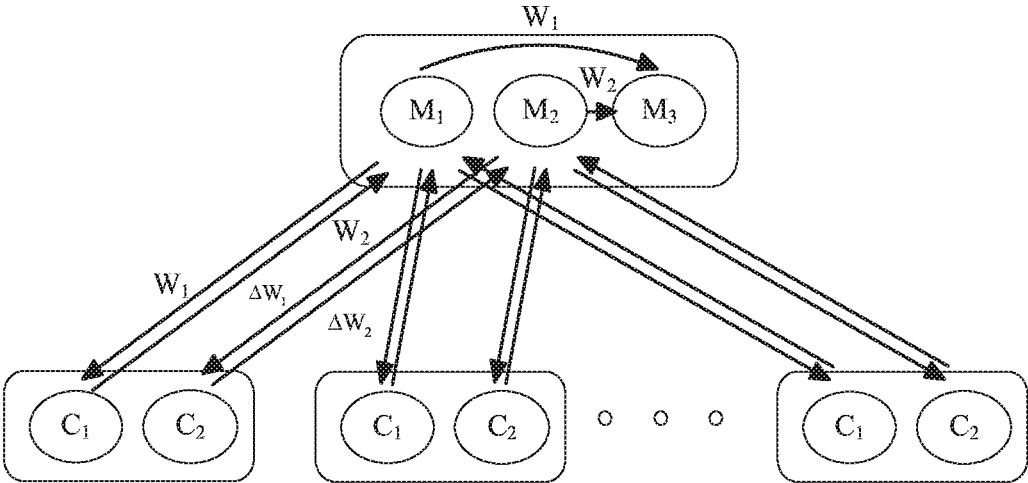 W₁
W₂
M₁ M₂ M₃
W₂
W₁
ΔW₁
ΔW₂
C₁ C₂ C₁ C₂ C₁ C₂